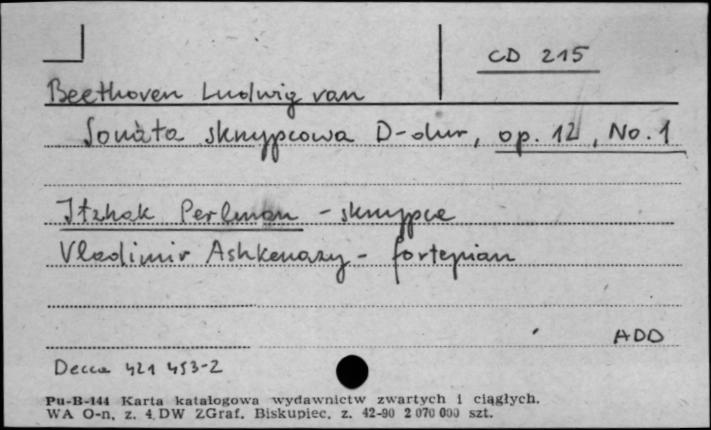 CD 215
Beethoven Ludwig van
Sonata skrzypcowa D-dur, op. 12, No. 1
Itzhak Perlman - skrzypce
Vladimir Ashkenazy - fortepian
ADD
Decca 421 453-2
Pu-B-144 Karta katalogowa wydawnictw zwartych i ciągłych.
WA O-n. z. 4. DW ZGraf. Biskupiec, z. 42-90 2 070 000 szt.